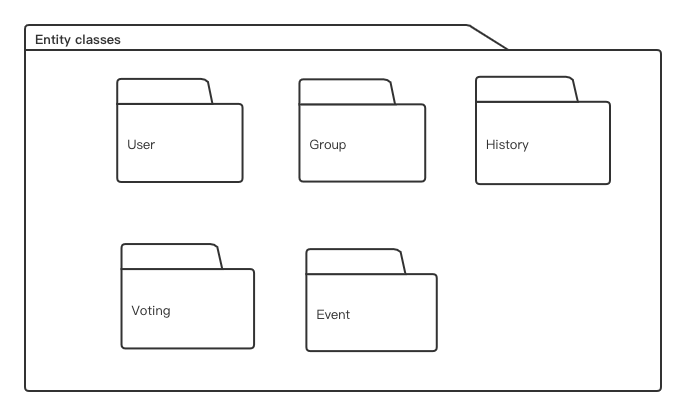 Entity classes
User
Group
History
Voting
Event